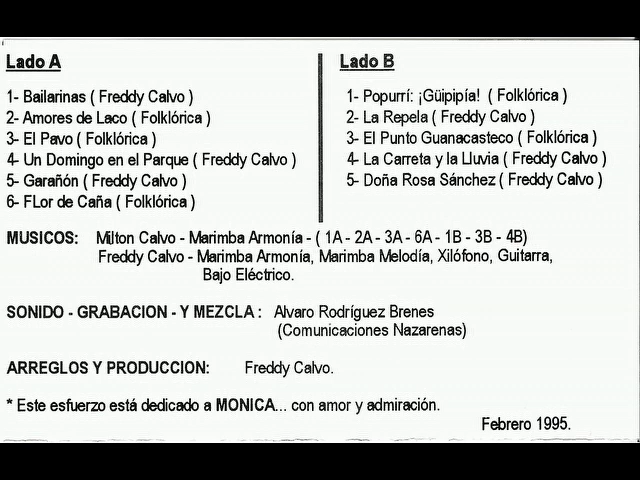 Lado A
1- Bailarinas ( Freddy Calvo )
2- Amores de Laco ( Folklórica )
3- El Pavo ( Folklórica )
4- Un Domingo en el Parque ( Freddy Calvo )
5- Garañón ( Freddy Calvo )
6- FLor de Caña ( Folklórica )
Lado B
1- Popurrí: ¡Güipipía! ( Folklórica )
2- La Repela ( Freddy Calvo )
3- El Punto Guanacasteco ( Folklórica )
4- La Carreta y la Lluvia ( Freddy Calvo )
5- Doña Rosa Sánchez ( Freddy Calvo )
MUSICOS: Milton Calvo - Marimba Armonía - ( 1A - 2A - 3A - 6A - 1B - 3B - 4B)
Freddy Calvo - Marimba Armonía, Marimba Melodía, Xilófono, Guitarra,
Bajo Eléctrico.
SONIDO - GRABACION - Y MEZCLA : Alvaro Rodríguez Brenes
(Comunicaciones Nazarenas)
ARREGLOS Y PRODUCCION: Freddy Calvo.
* Este esfuerzo está dedicado a MONICA... con amor y admiración.
Febrero 1995.